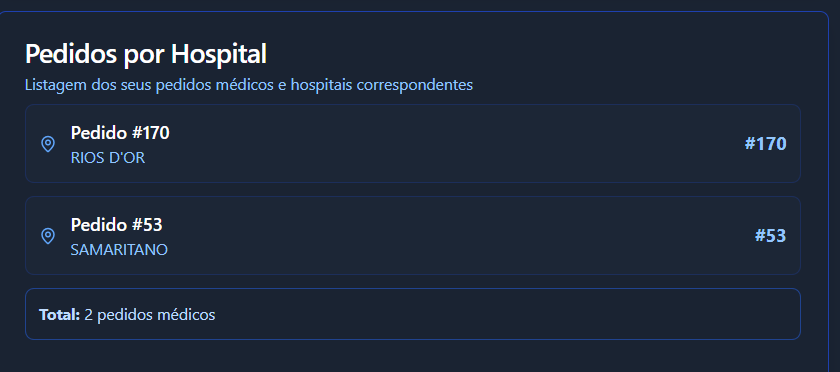 Pedidos por Hospital
Listagem dos seus pedidos médicos e hospitais correspondentes
Pedido #170
RIOS D'OR
#170
Pedido #53
SAMARITANO
#53
Total: 2 pedidos médicos